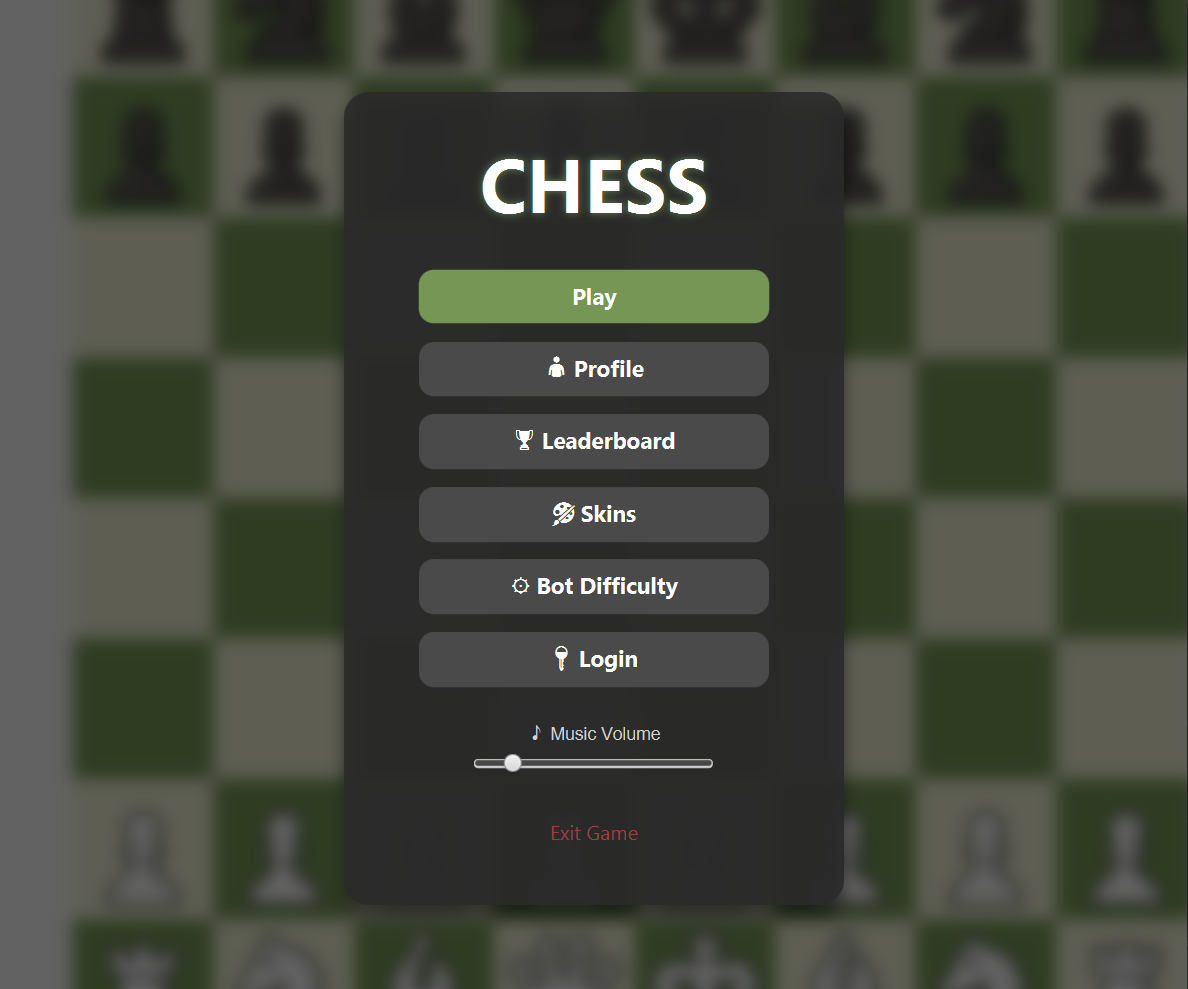 CHESS
Play
Profile
Leaderboard
Skins
Bot Difficulty
Login
Music Volume
Exit Game